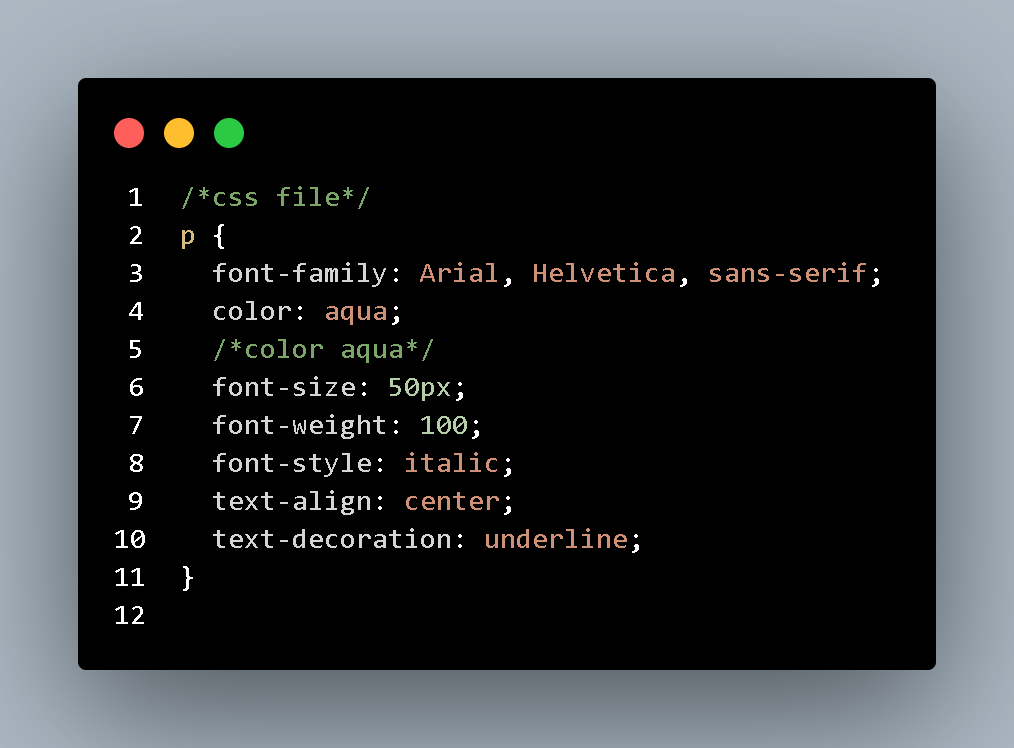 1 /*css file*/
2 p {
3 font-family: Arial, Helvetica, sans-serif;
4 color: aqua;
5 /*color aqua*/
6 font-size: 50px;
7 font-weight: 100;
8 font-style: italic;
9 text-align: center;
10 text-decoration: underline;
11 }
12